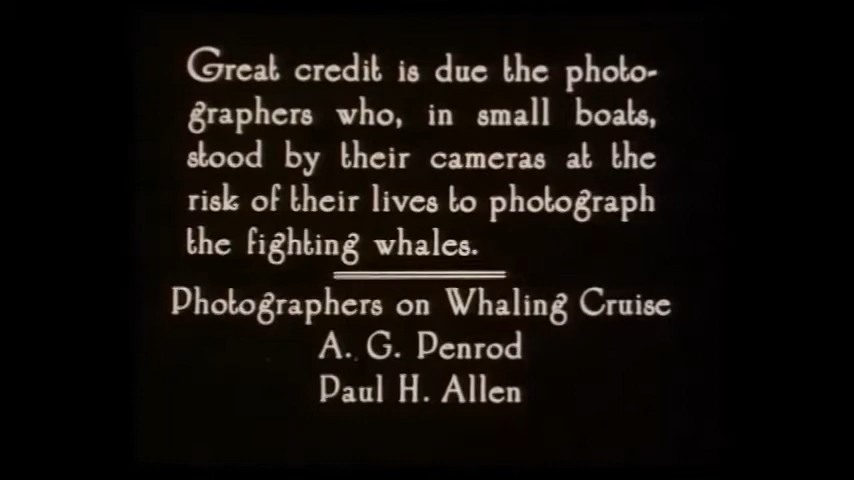 Great credit is due the photo-
graphers who, in small boats,
stood by their cameras at the
risk of their lives to photograph
the fighting whales.
Photographers on Whaling Cruise
A. G. Penrod
Paul H. Allen